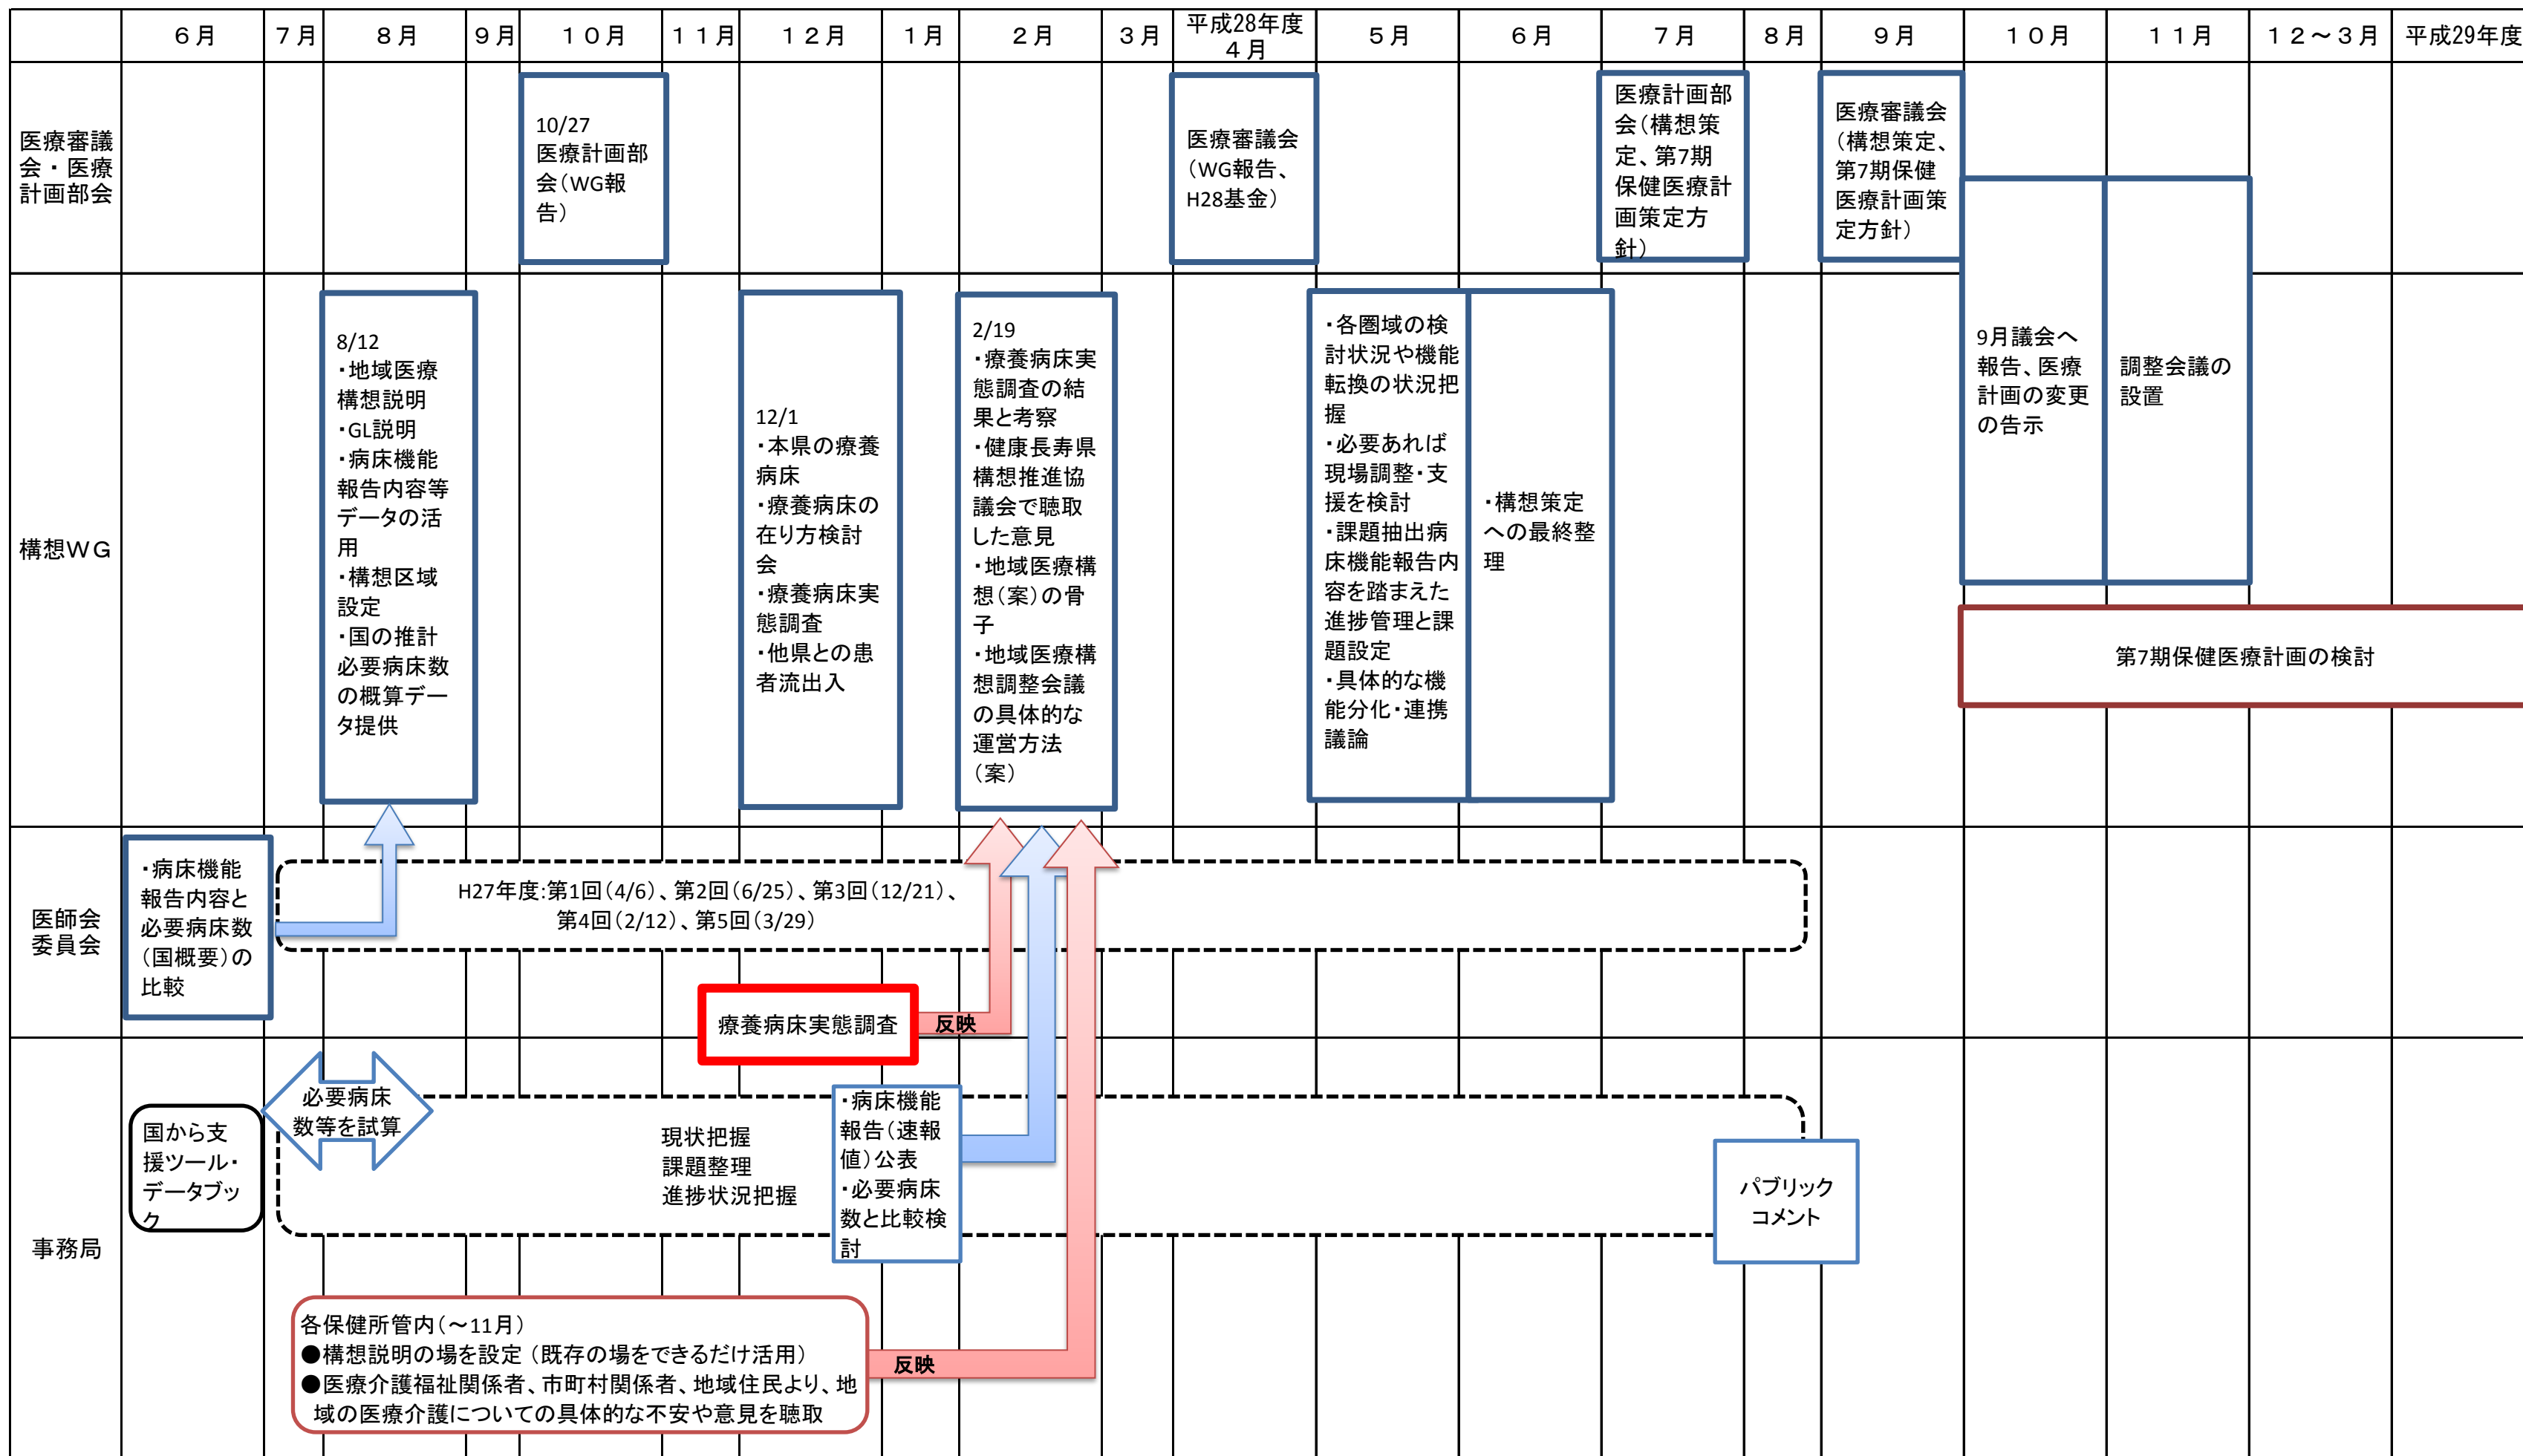 ６月
７月
８月
９月
１０月
１１月
１２月
１月
２月
３月
平成28年度
４月
５月
６月
７月
８月
９月
１０月
１１月
１２～３月
平成29年度
医療審議
会・医療
計画部会
10/27
医療計画部
会（WG報
告）
医療審議会
（WG報告、
H28基金）
医療計画部
会（構想策
定、第7期
保健医療計
画策定方
針）
医療審議会
（構想策定、
第7期保健
医療計画策
定方針）
構想ＷＧ
8/12
・地域医療
構想説明
・GL説明
・病床機能
報告内容等
データの活
用
・構想区域
設定
・国の推計
必要病床数
の概算デー
タ提供
12/1
・本県の療養
病床
・療養病床の
在り方検討
会
・療養病床実
態調査
・他県との患
者流出入
2/19
・療養病床実
態調査の結
果と考察
・健康長寿県
構想推進協
議会で聴取
した意見
・地域医療構
想（案）の骨
子
・地域医療構
想調整会議
の具体的な
運営方法
（案）
・各圏域の検
討状況や機能
転換の状況把
握
・必要あれば
現場調整・支
援を検討
・課題抽出病
床機能報告内
容を踏まえた
進捗管理と課
題設定
・具体的な機
能分化・連携
議論
・構想策定
への最終整
理
9月議会へ
報告、医療
計画の変更
の告示
調整会議の
設置
第7期保健医療計画の検討
医師会
委員会
・病床機能
報告内容と
必要病床数
（国概要）の
比較
H27年度:第1回（4/6）、第2回（6/25）、第3回（12/21）、
第4回（2/12）、第5回（3/29）
療養病床実態調査
反映
事務局
国から支
援ツール・
データブッ
ク
必要病床
数等を試算
現状把握
課題整理
進捗状況把握
・病床機能
報告（速報
値）公表
・必要病床
数と比較検
討
パブリック
コメント
各保健所管内（～11月）
●構想説明の場を設定 （既存の場をできるだけ活用）
●医療介護福祉関係者、市町村関係者、地域住民より、地
域の医療介護についての具体的な不安や意見を聴取
反映